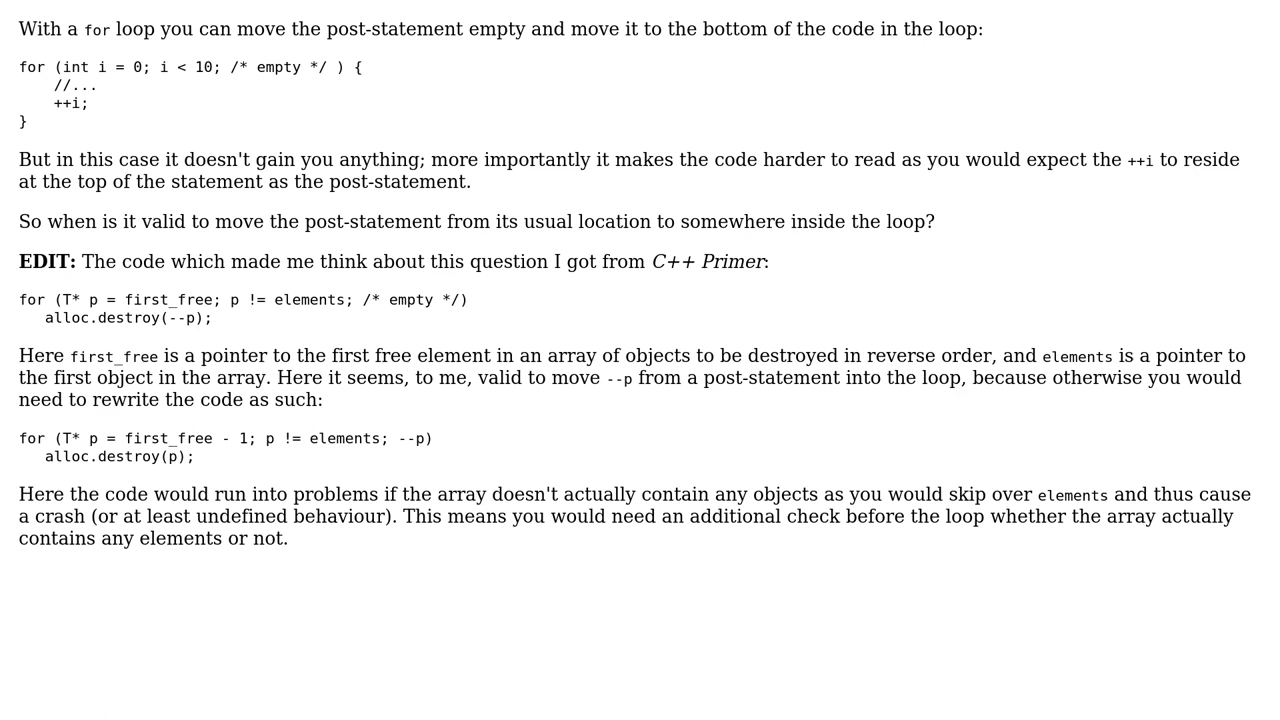 With a for loop you can move the post-statement empty and move it to the bottom of the code in the loop:
for (int i = 0; i < 10; /* empty */ ) {
    //...
    ++i;
}
But in this case it doesn't gain you anything; more importantly it makes the code harder to read as you would expect the ++i to reside
at the top of the statement as the post-statement.
So when is it valid to move the post-statement from its usual location to somewhere inside the loop?
EDIT: The code which made me think about this question I got from C++ Primer:
for (T* p = first_free; p != elements; /* empty */)
   alloc.destroy(--p);
Here first_free is a pointer to the first free element in an array of objects to be destroyed in reverse order, and elements is a pointer to
the first object in the array. Here it seems, to me, valid to move --p from a post-statement into the loop, because otherwise you would
need to rewrite the code as such:
for (T* p = first_free - 1; p != elements; --p)
   alloc.destroy(p);
Here the code would run into problems if the array doesn't actually contain any objects as you would skip over elements and thus cause
a crash (or at least undefined behaviour). This means you would need an additional check before the loop whether the array actually
contains any elements or not.